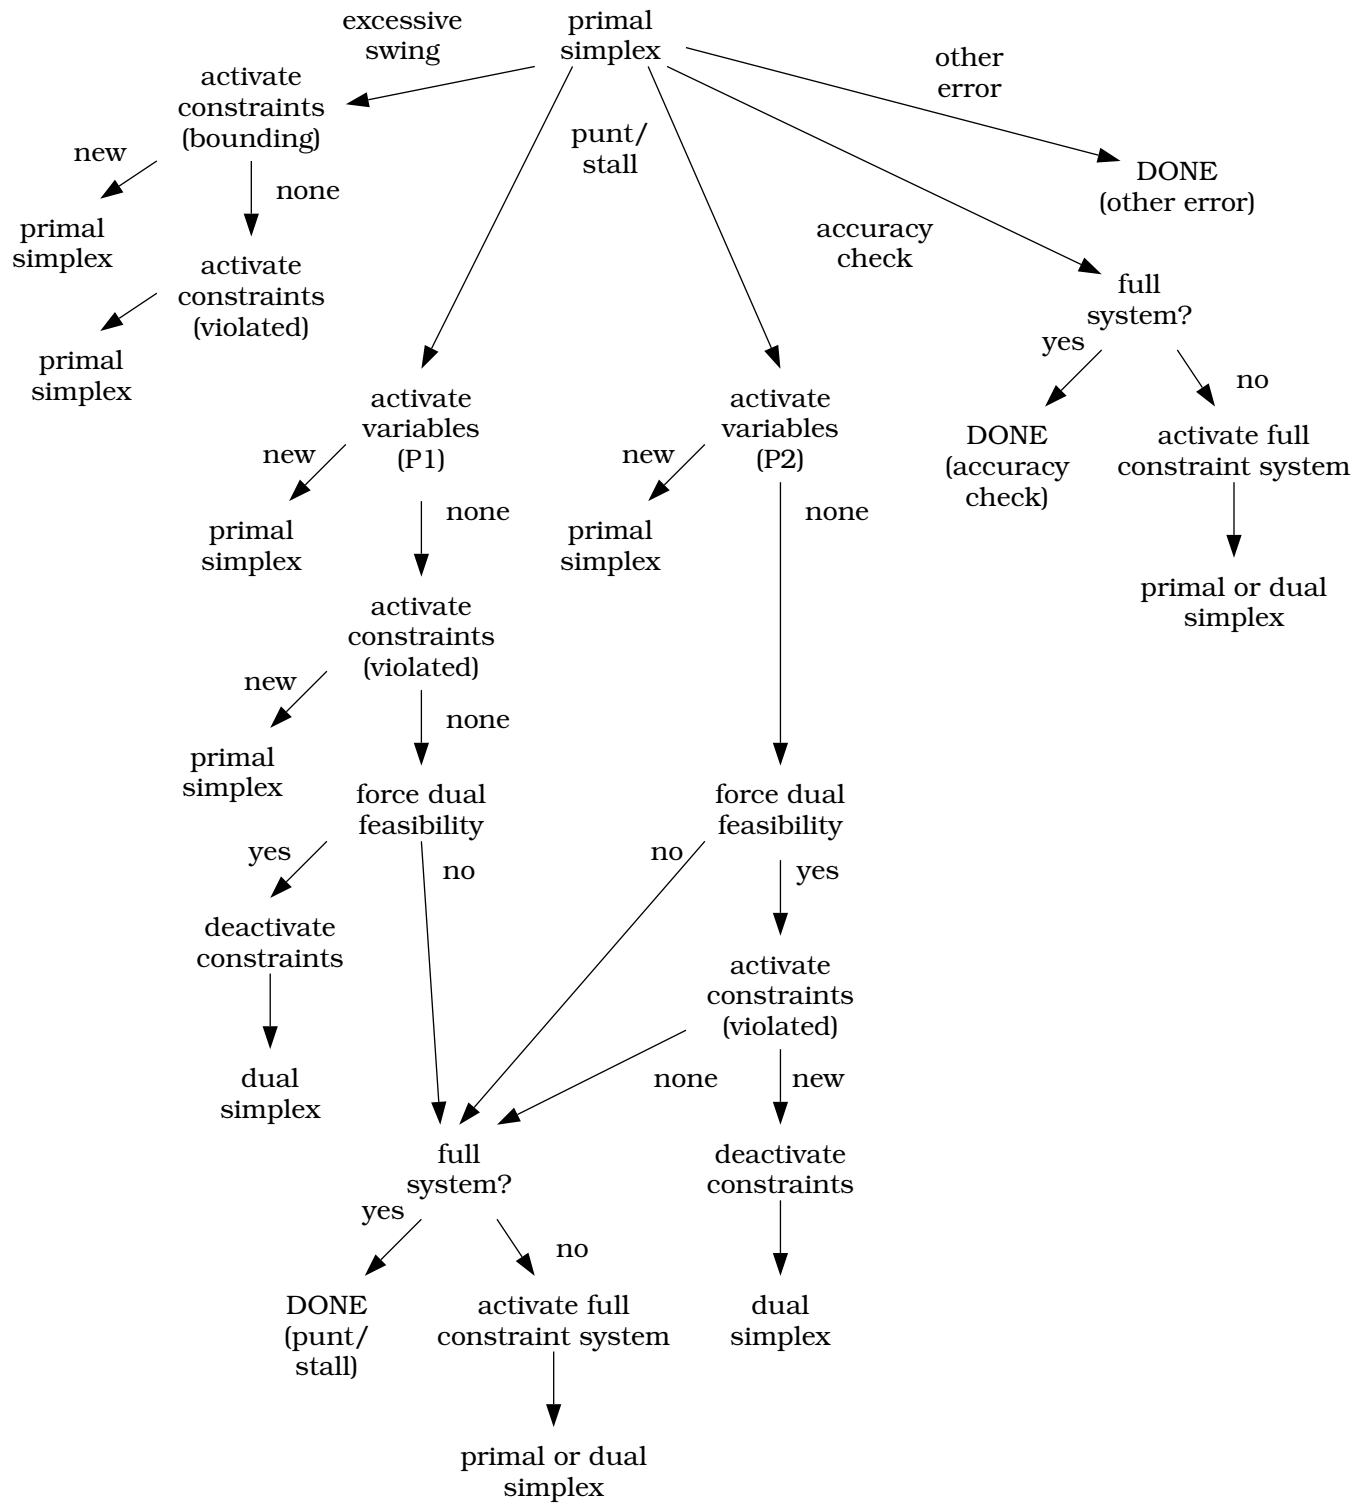 excessive
swing
primal
simplex
other
error
activate
constraints
(bounding)
punt/
stall
new
none
DONE
(other error)
primal
simplex
accuracy
check
activate
constraints
(violated)
full
system?
primal
simplex
yes
no
activate
variables
(P1)
activate
variables
(P2)
DONE
(accuracy
check)
activate full
constraint system
new
none
new
none
primal
simplex
primal
simplex
primal or dual
simplex
activate
constraints
(violated)
new
none
primal
simplex
force dual
feasibility
force dual
feasibility
yes
no
no
yes
deactivate
constraints
activate
constraints
(violated)
dual
simplex
none
new
full
system?
deactivate
constraints
yes
no
DONE
(punt/
stall)
activate full
constraint system
dual
simplex
primal or dual
simplex